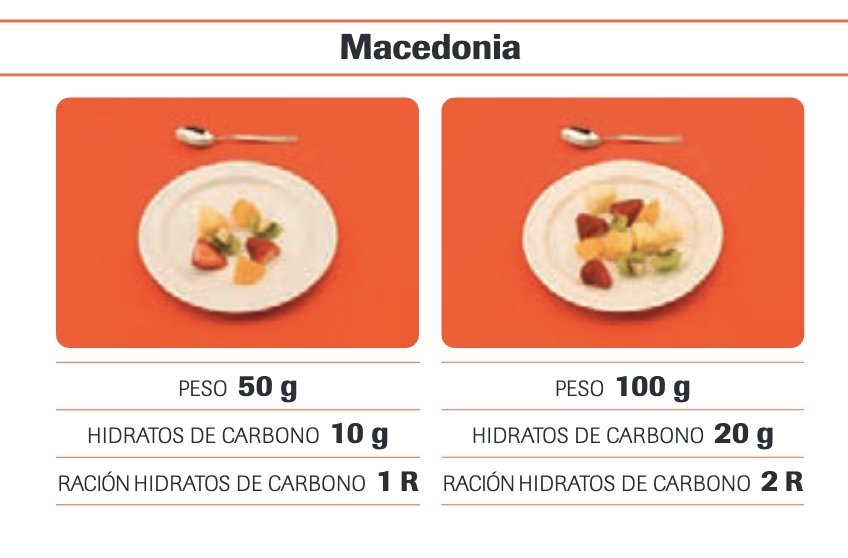 Macedonia
PESO 50 g
HIDRATOS DE CARBONO 10 g
RACIÓN HIDRATOS DE CARBONO 1 R
PESO 100 g
HIDRATOS DE CARBONO 20 g
RACIÓN HIDRATOS DE CARBONO 2 R